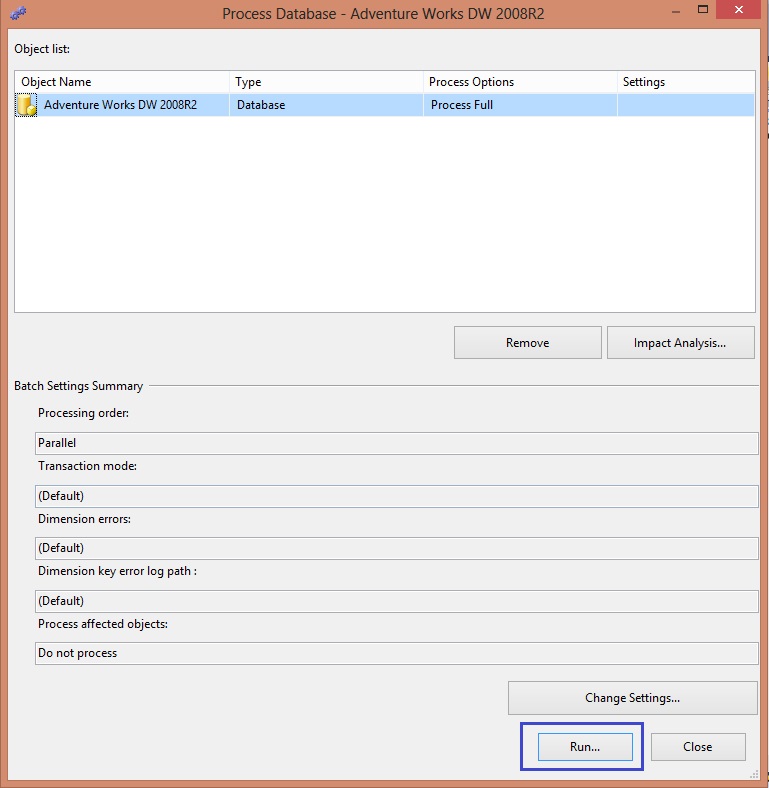 Process Database - Adventure Works DW 2008R2
Object list:
Object Name Type Process Options Settings
Adventure Works DW 2008R2 Database Process Full
Remove Impact Analysis...
Batch Settings Summary
Processing order:
Parallel
Transaction mode:
(Default)
Dimension errors:
(Default)
Dimension key error log path :
(Default)
Process affected objects:
Do not process
Change Settings...
Run... Close